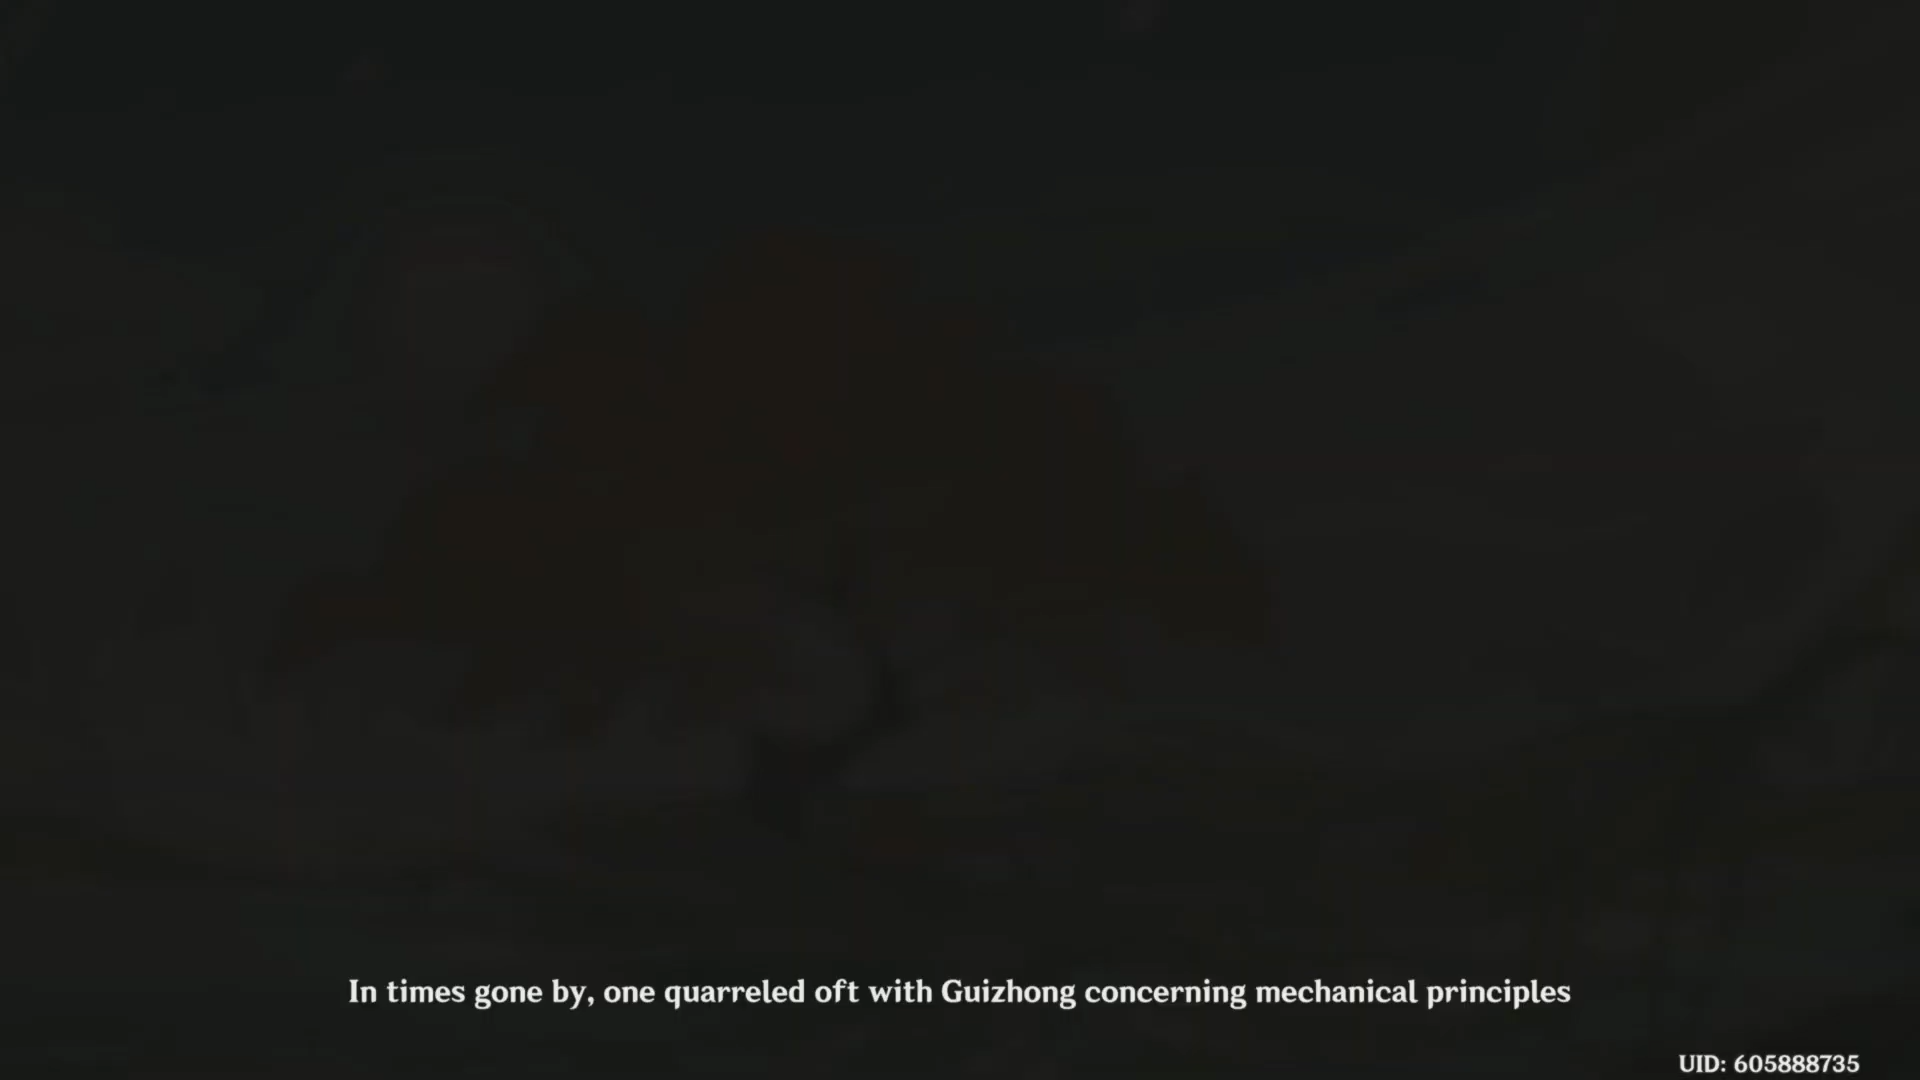 In times gone by, one quarreled oft with Guizhong concerning mechanical principles
UID: 605888735